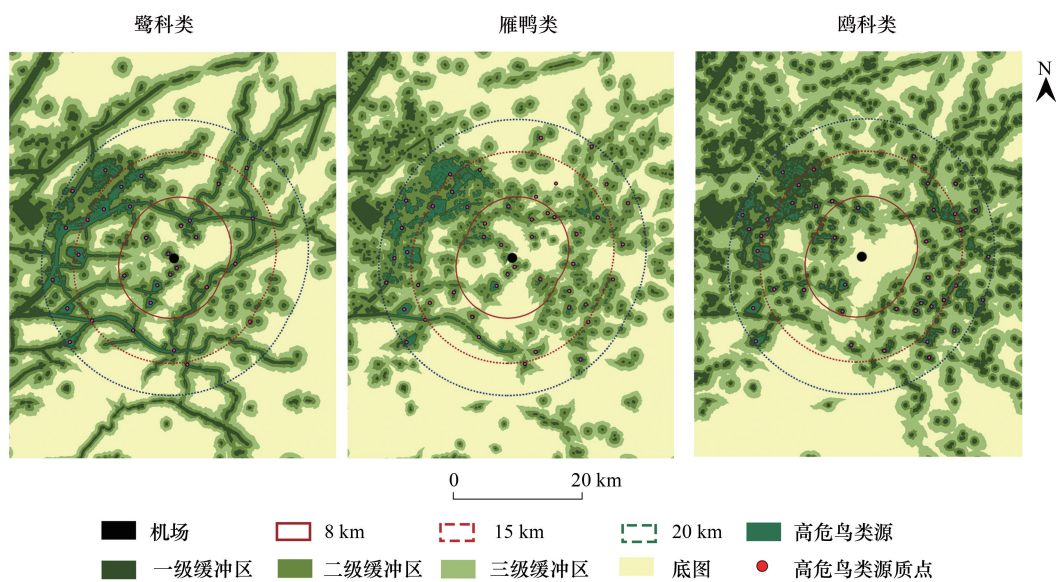 鹭科类 雁鸭类 鸥科类
N
0 20 km
机场 8 km 15 km 20 km 高危鸟类源
一级缓冲区 二级缓冲区 三级缓冲区 底图 高危鸟类源质点